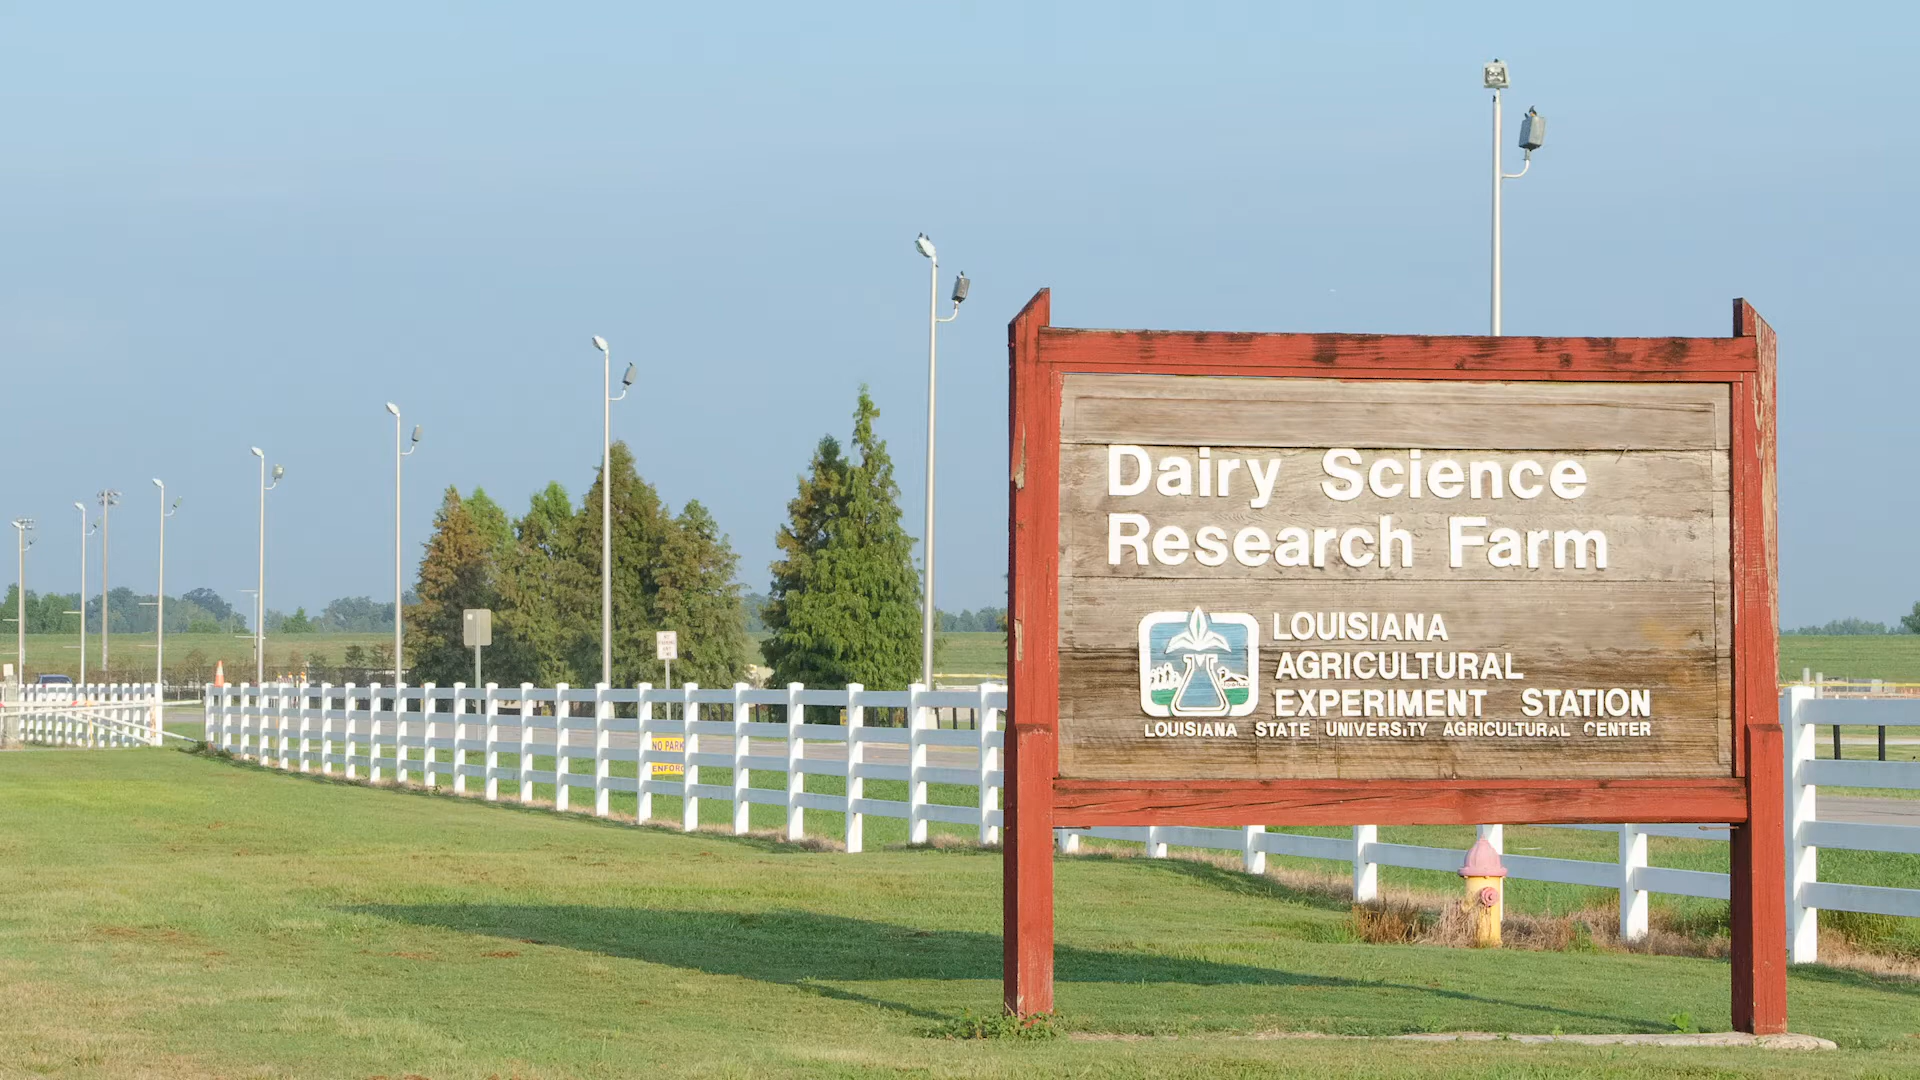 Dairy Science
Research Farm
LOUISIANA
AGRICULTURAL
EXPERIMENT STATION
LOUISIANA STATE UNIVERSITY AGRICULTURAL CENTER
NO PARK
ENFORC